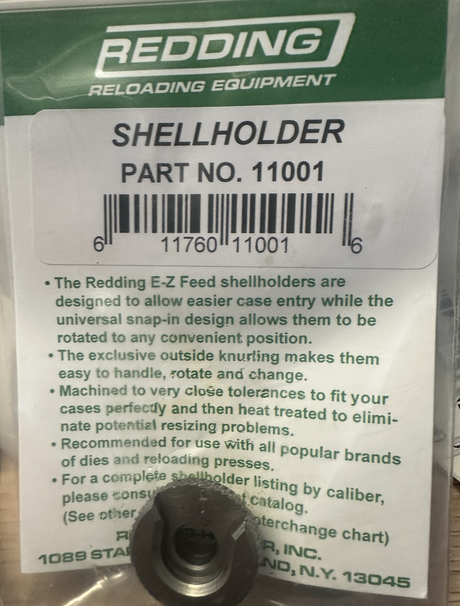 REDDING
RELOADING EQUIPMENT
SHELLHOLDER
PART NO. 11001
6 11760 11001 6
• The Redding E-Z Feed shellholders are
designed to allow easier case entry while the
universal snap-in design allows them to be
rotated to any convenient position.
• The exclusive outside knurling makes them
easy to handle, rotate and change.
• Machined to very close tolerances to fit your
cases perfectly and then heat treated to elimi-
nate potential resizing problems.
• Recommended for use with all popular brands
of dies and reloading presses.
• For a complete shellholder listing by caliber,
please catalog.
(See other interchange chart)
INC.
1089 N.Y. 13045